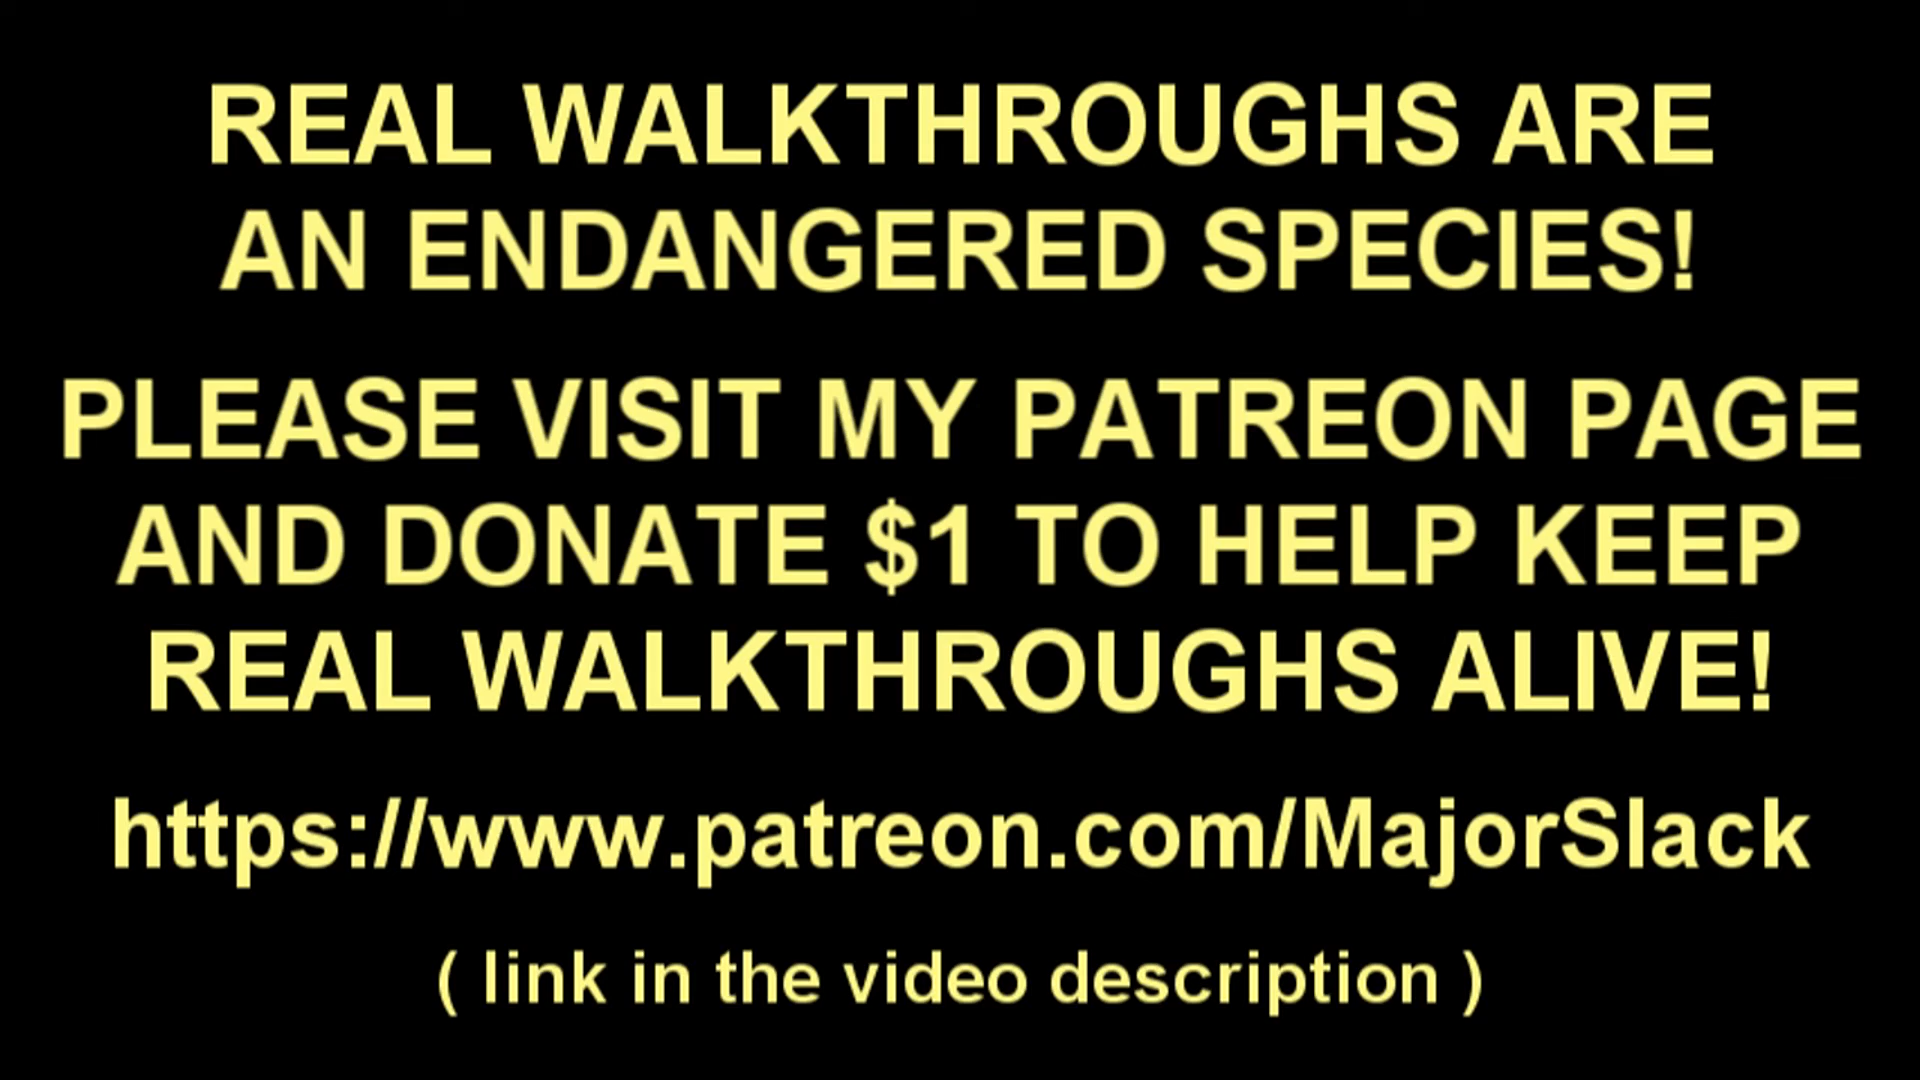 REAL WALKTHROUGHS ARE
AN ENDANGERED SPECIES!
PLEASE VISIT MY PATREON PAGE
AND DONATE $1 TO HELP KEEP
REAL WALKTHROUGHS ALIVE!
https://www.patreon.com/MajorSlack
( link in the video description )